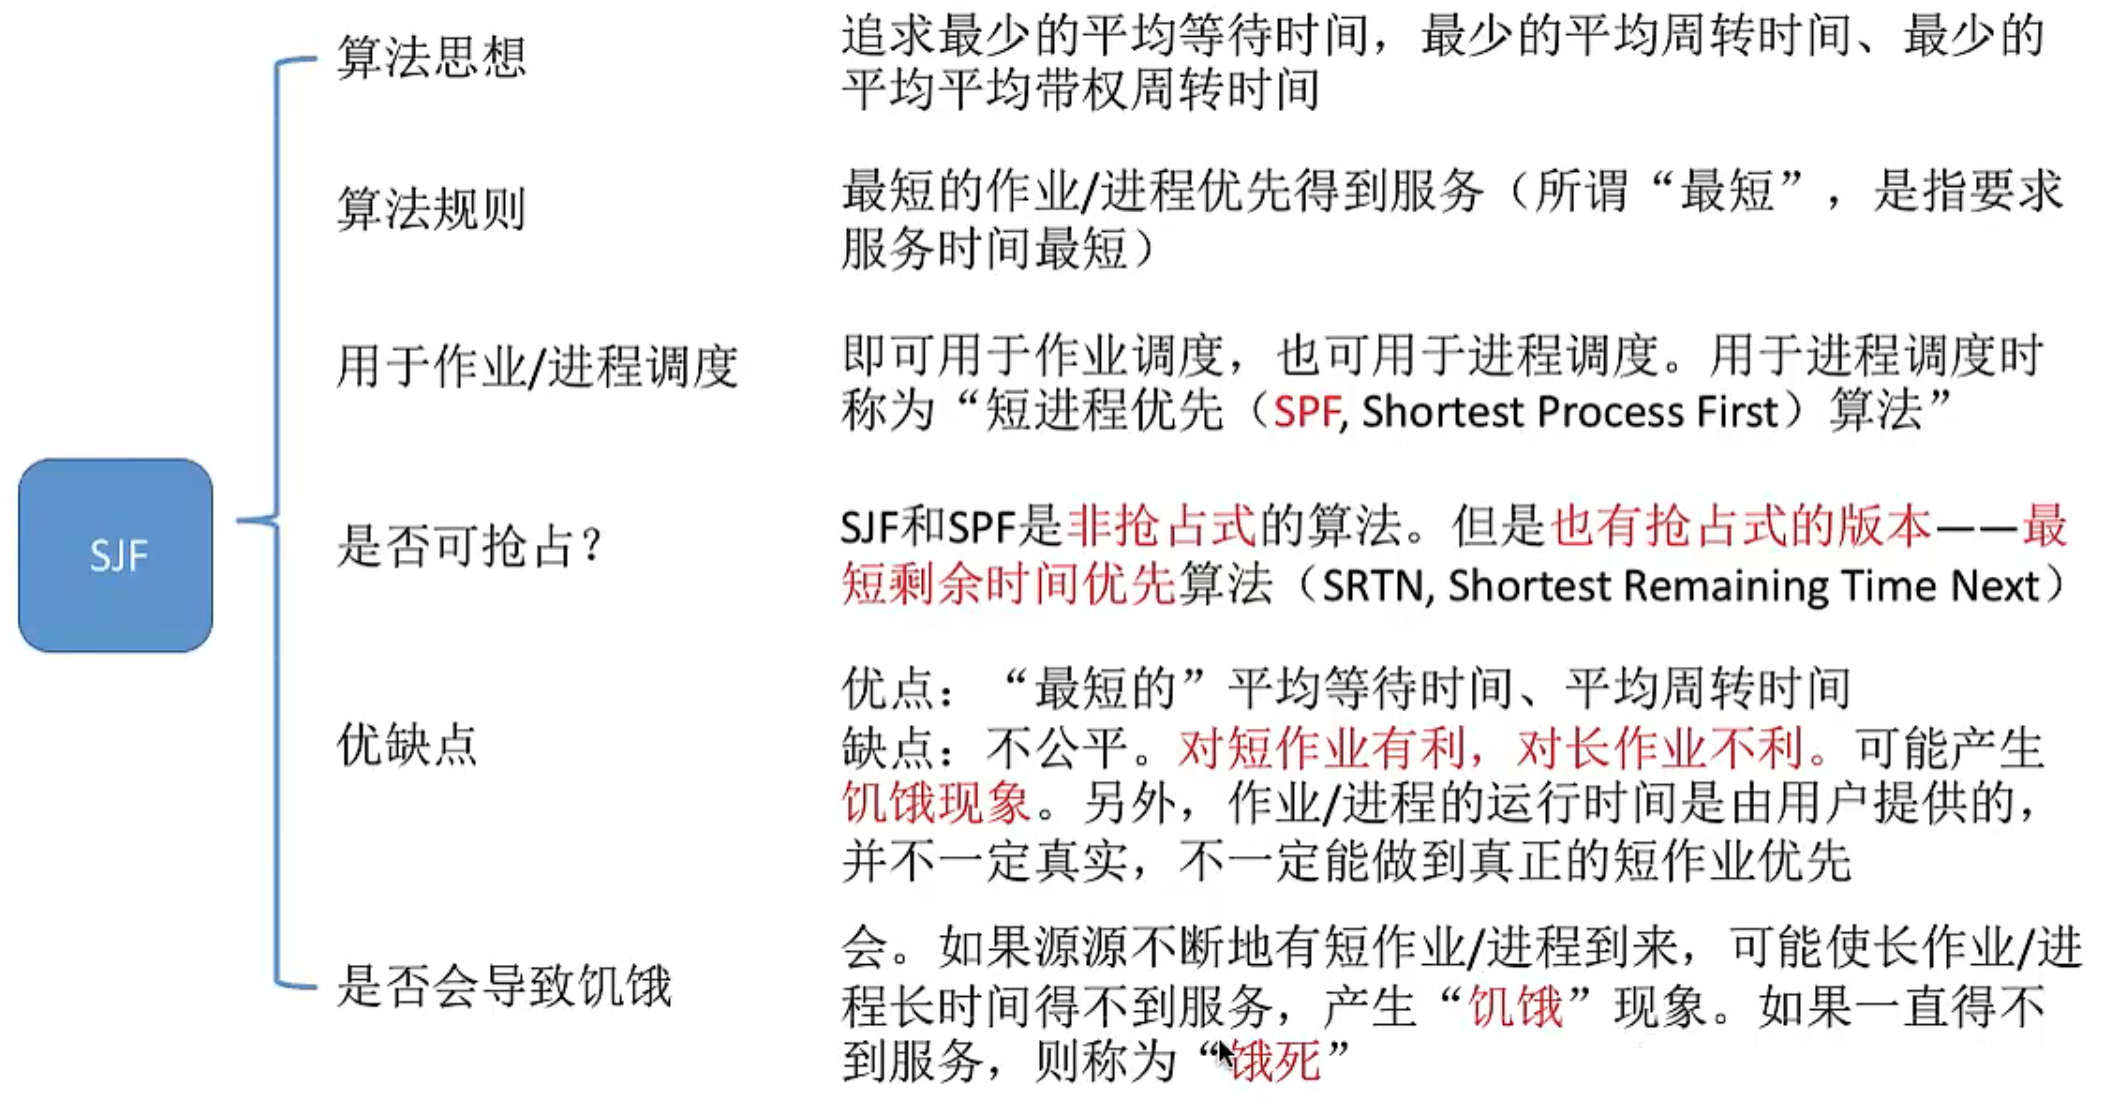 SJF
算法思想
追求最少的平均等待时间，最少的平均周转时间、最少的
平均平均带权周转时间
算法规则
最短的作业/进程优先得到服务（所谓“最短”，是指要求
服务时间最短）
用于作业/进程调度
即可用于作业调度，也可用于进程调度。用于进程调度时
称为“短进程优先（SPF, Shortest Process First）算法”
是否可抢占？
SJF和SPF是非抢占式的算法。但是也有抢占式的版本——最
短剩余时间优先算法（SRTN, Shortest Remaining Time Next）
优缺点
优点：“最短的”平均等待时间、平均周转时间
缺点：不公平。对短作业有利，对长作业不利。可能产生
饥饿现象。另外，作业/进程的运行时间是由用户提供的，
并不一定真实，不一定能做到真正的短作业优先
是否会导致饥饿
会。如果源源不断地有短作业/进程到来，可能使长作业/进
程长时间得不到服务，产生“饥饿”现象。如果一直得不
到服务，则称为“饿死”